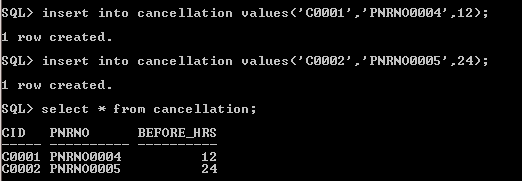 SQL> insert into cancellation values('C0001','PNRNO0004',12);
1 row created.
SQL> insert into cancellation values('C0002','PNRNO0005',24);
1 row created.
SQL> select * from cancellation;
CID   PNRNO      BEFORE_HRS
----- ---------- ----------
C0001 PNRNO0004          12
C0002 PNRNO0005          24